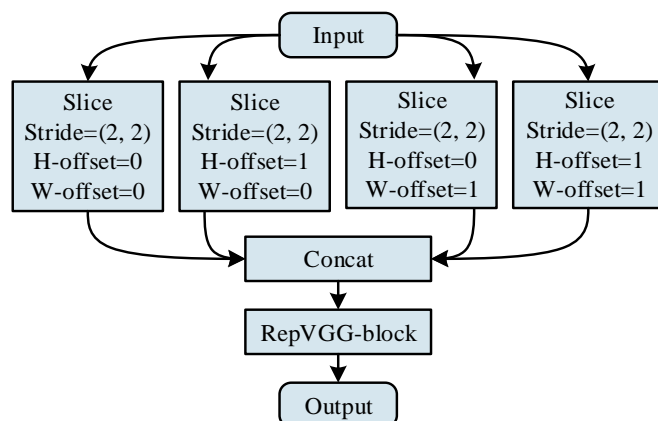 Input
Slice
Stride=(2, 2)
H-offset=0
W-offset=0
Slice
Stride=(2, 2)
H-offset=1
W-offset=0
Slice
Stride=(2, 2)
H-offset=0
W-offset=1
Slice
Stride=(2, 2)
H-offset=1
W-offset=1
Concat
RepVGG-block
Output